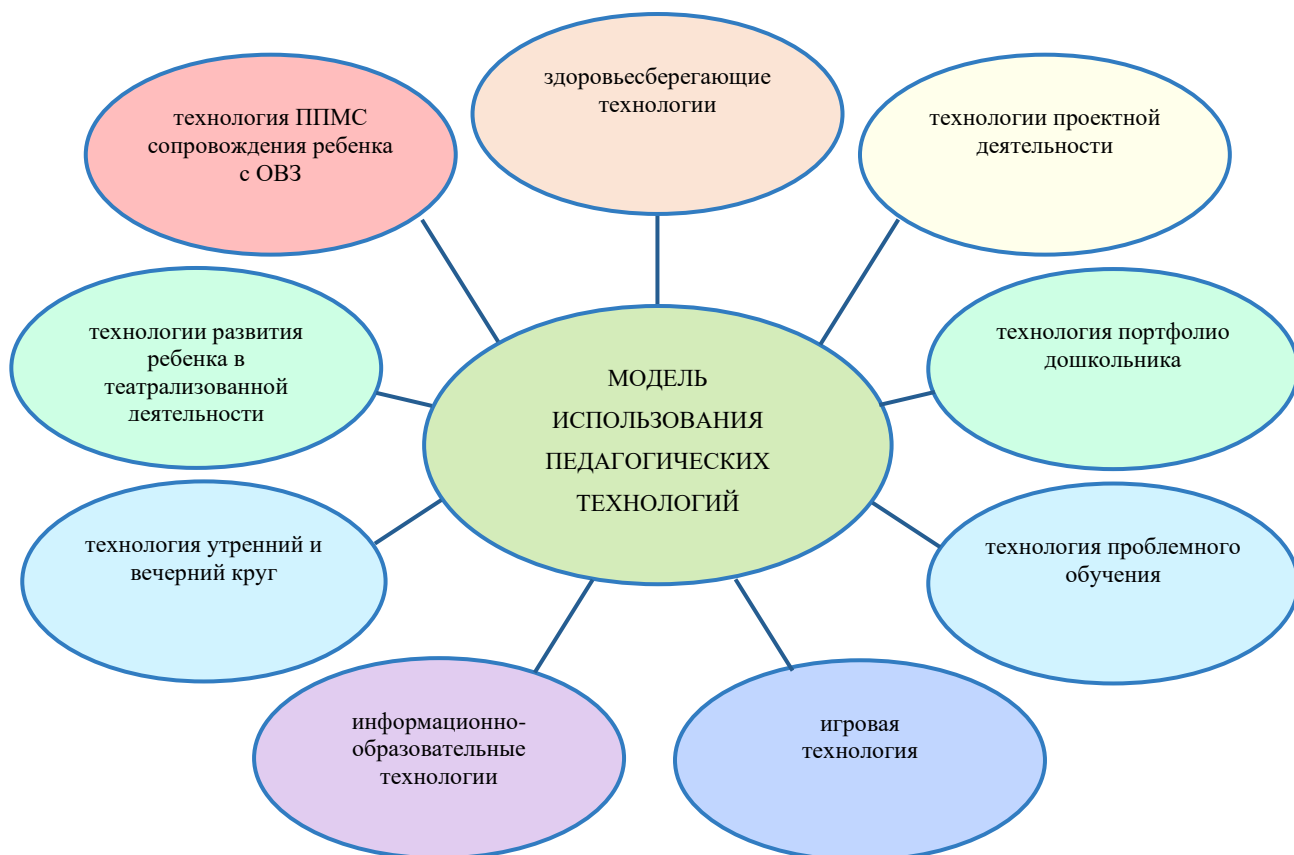 здоровьесберегающие
технологии
технология ППМС
сопровождения ребенка
с ОВЗ
технологии проектной
деятельности
технологии развития
ребенка в
театрализованной
деятельности
технология портфолио
дошкольника
МОДЕЛЬ
ИСПОЛЬЗОВАНИЯ
ПЕДАГОГИЧЕСКИХ
ТЕХНОЛОГИЙ
технология утренний и
вечерний круг
технология проблемного
обучения
информационно-
образовательные
технологии
игровая
технология